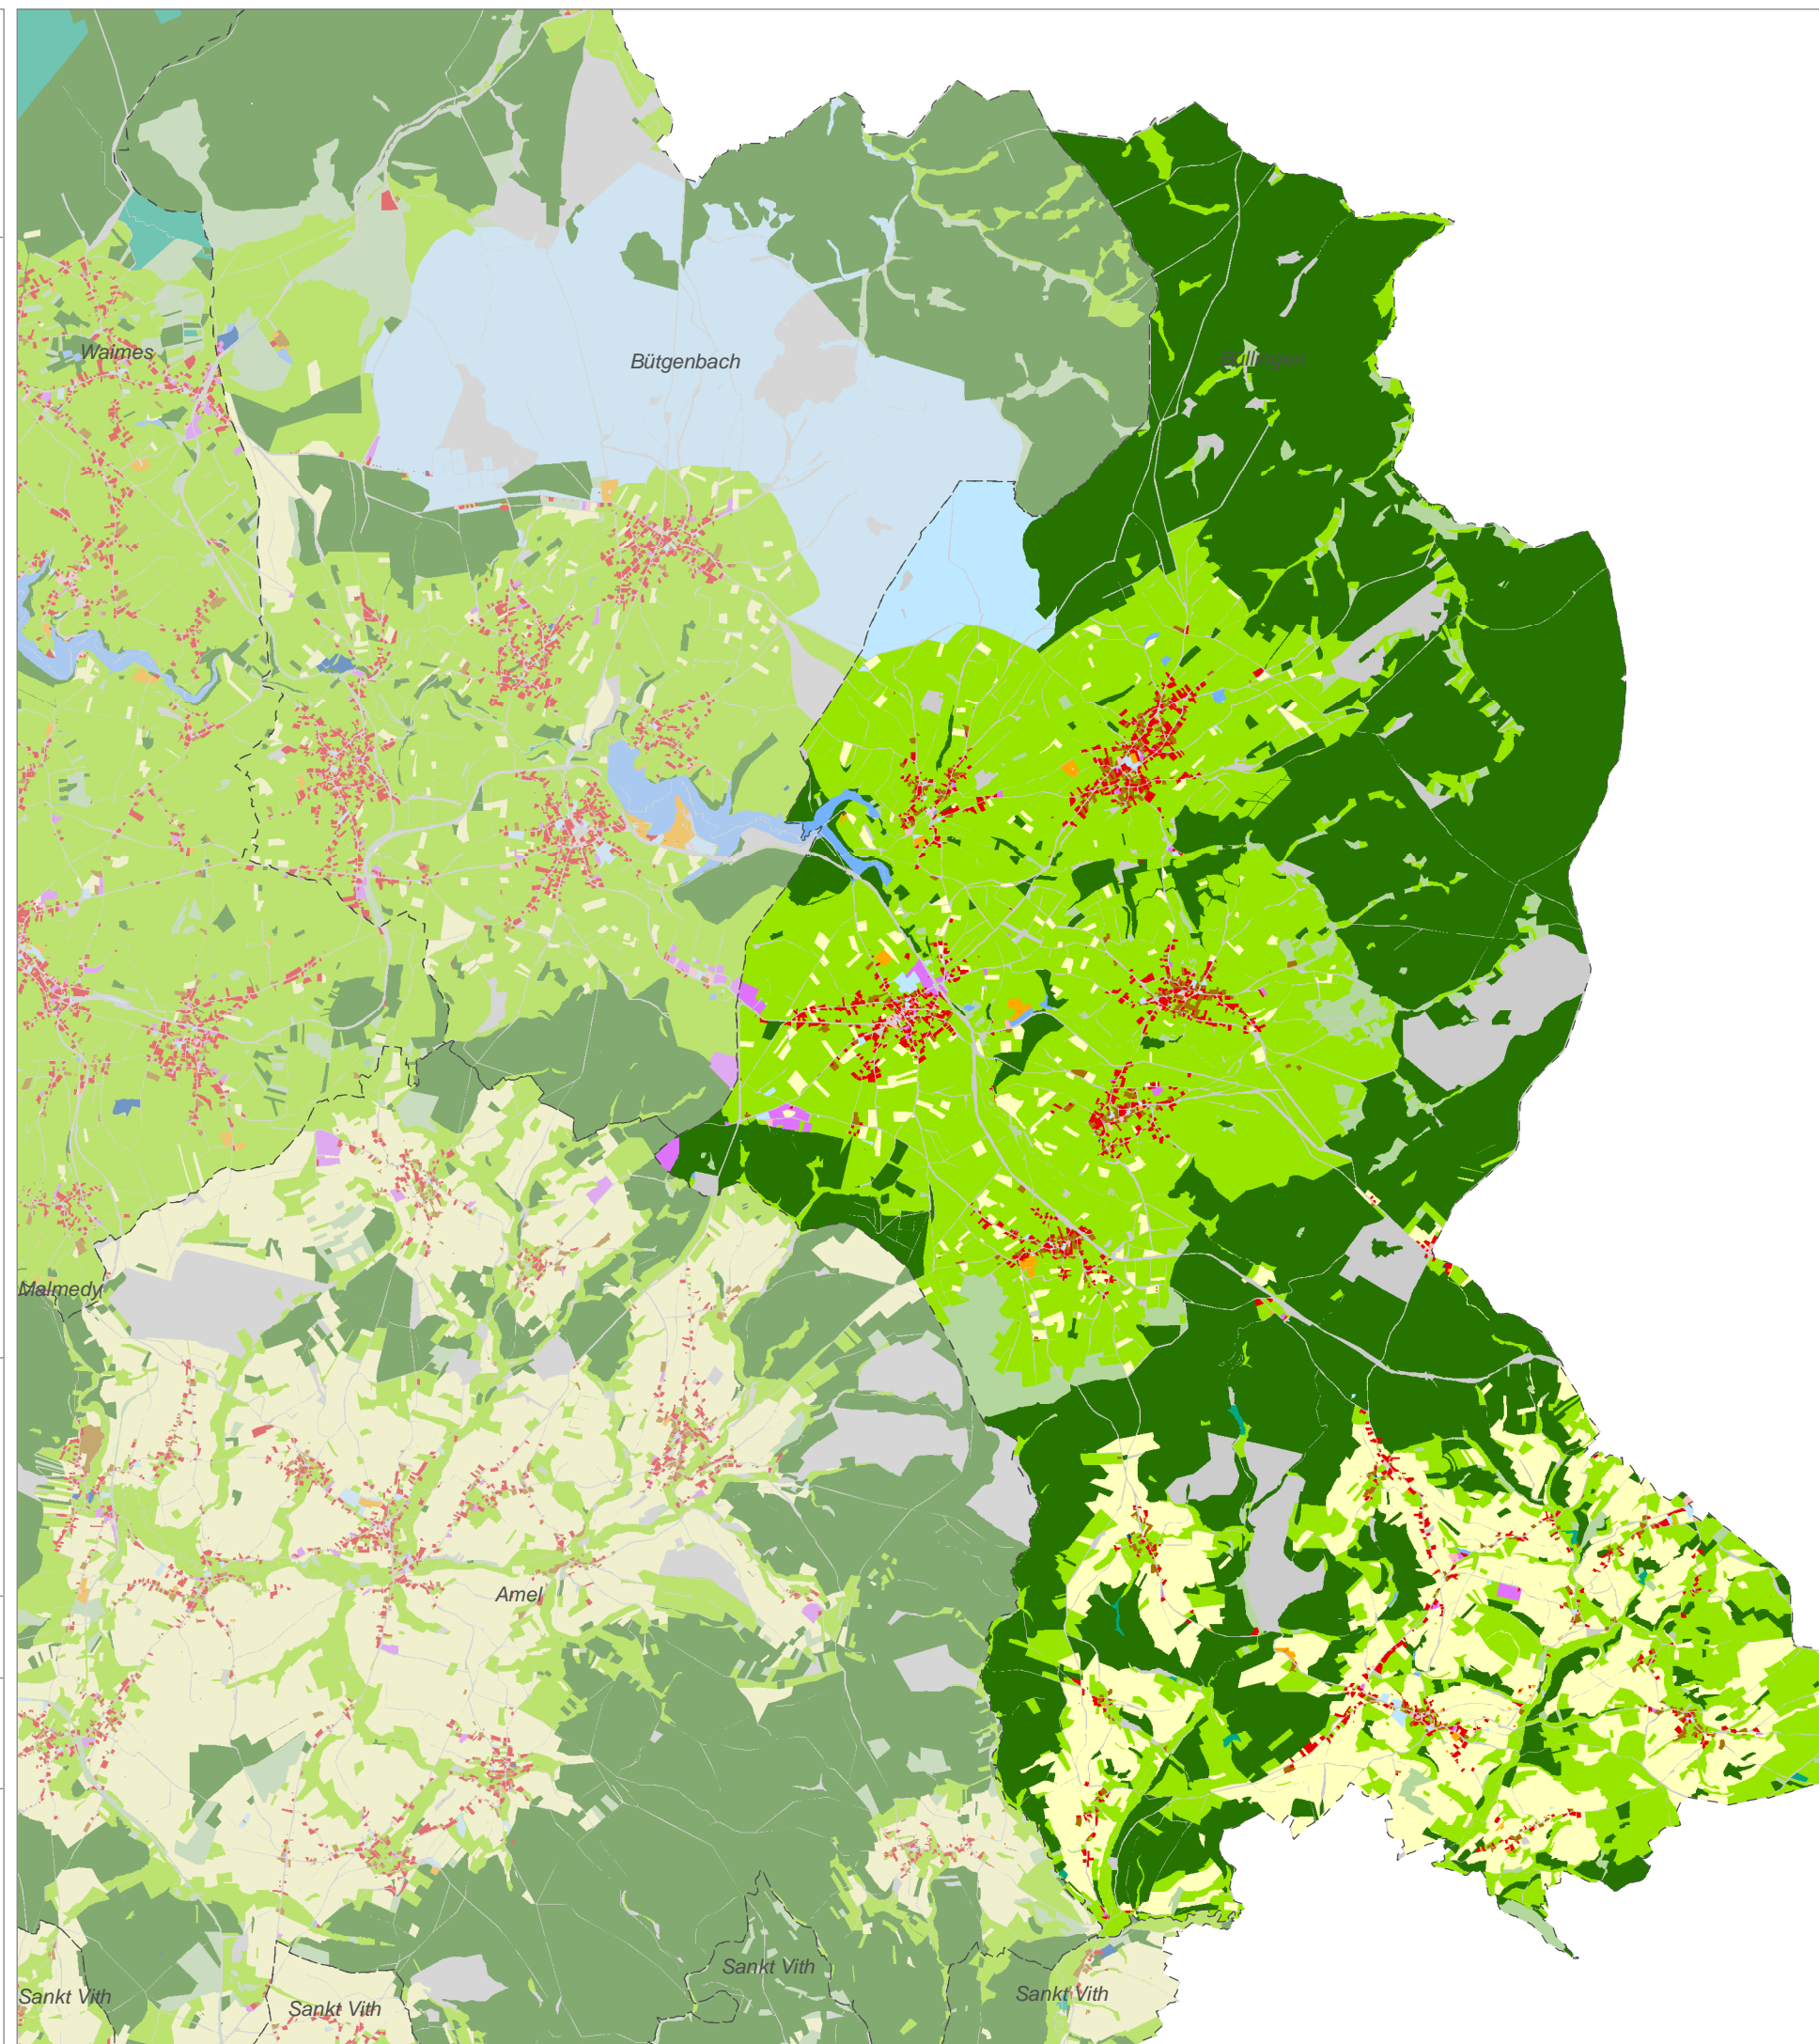 Waimes
Bütgenbach
Büllingen
Malmedy
Amel
Sankt Vith
Sankt Vith
Sankt Vith
Sankt Vith